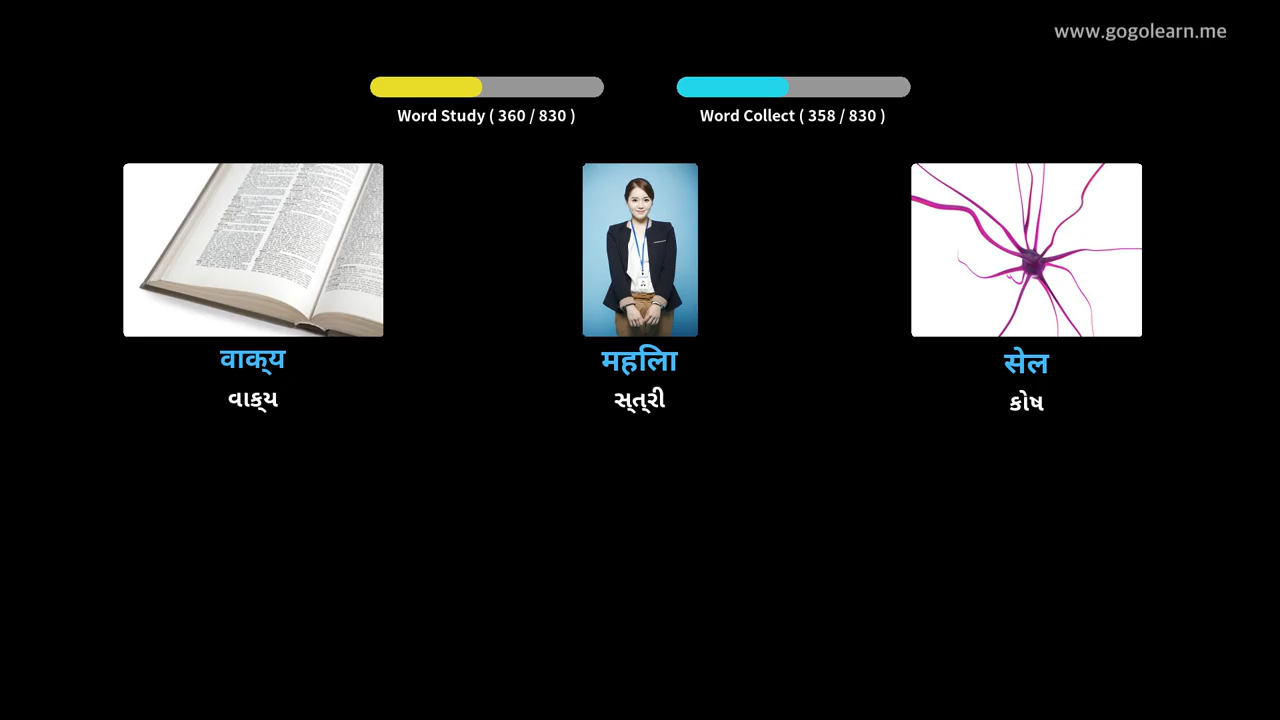 www.gogolearn.me
Word Study ( 360 / 830 )
Word Collect ( 358 / 830 )
वाक्य
महिला
सेल
વાક્ય
સ્ત્રી
કોષ